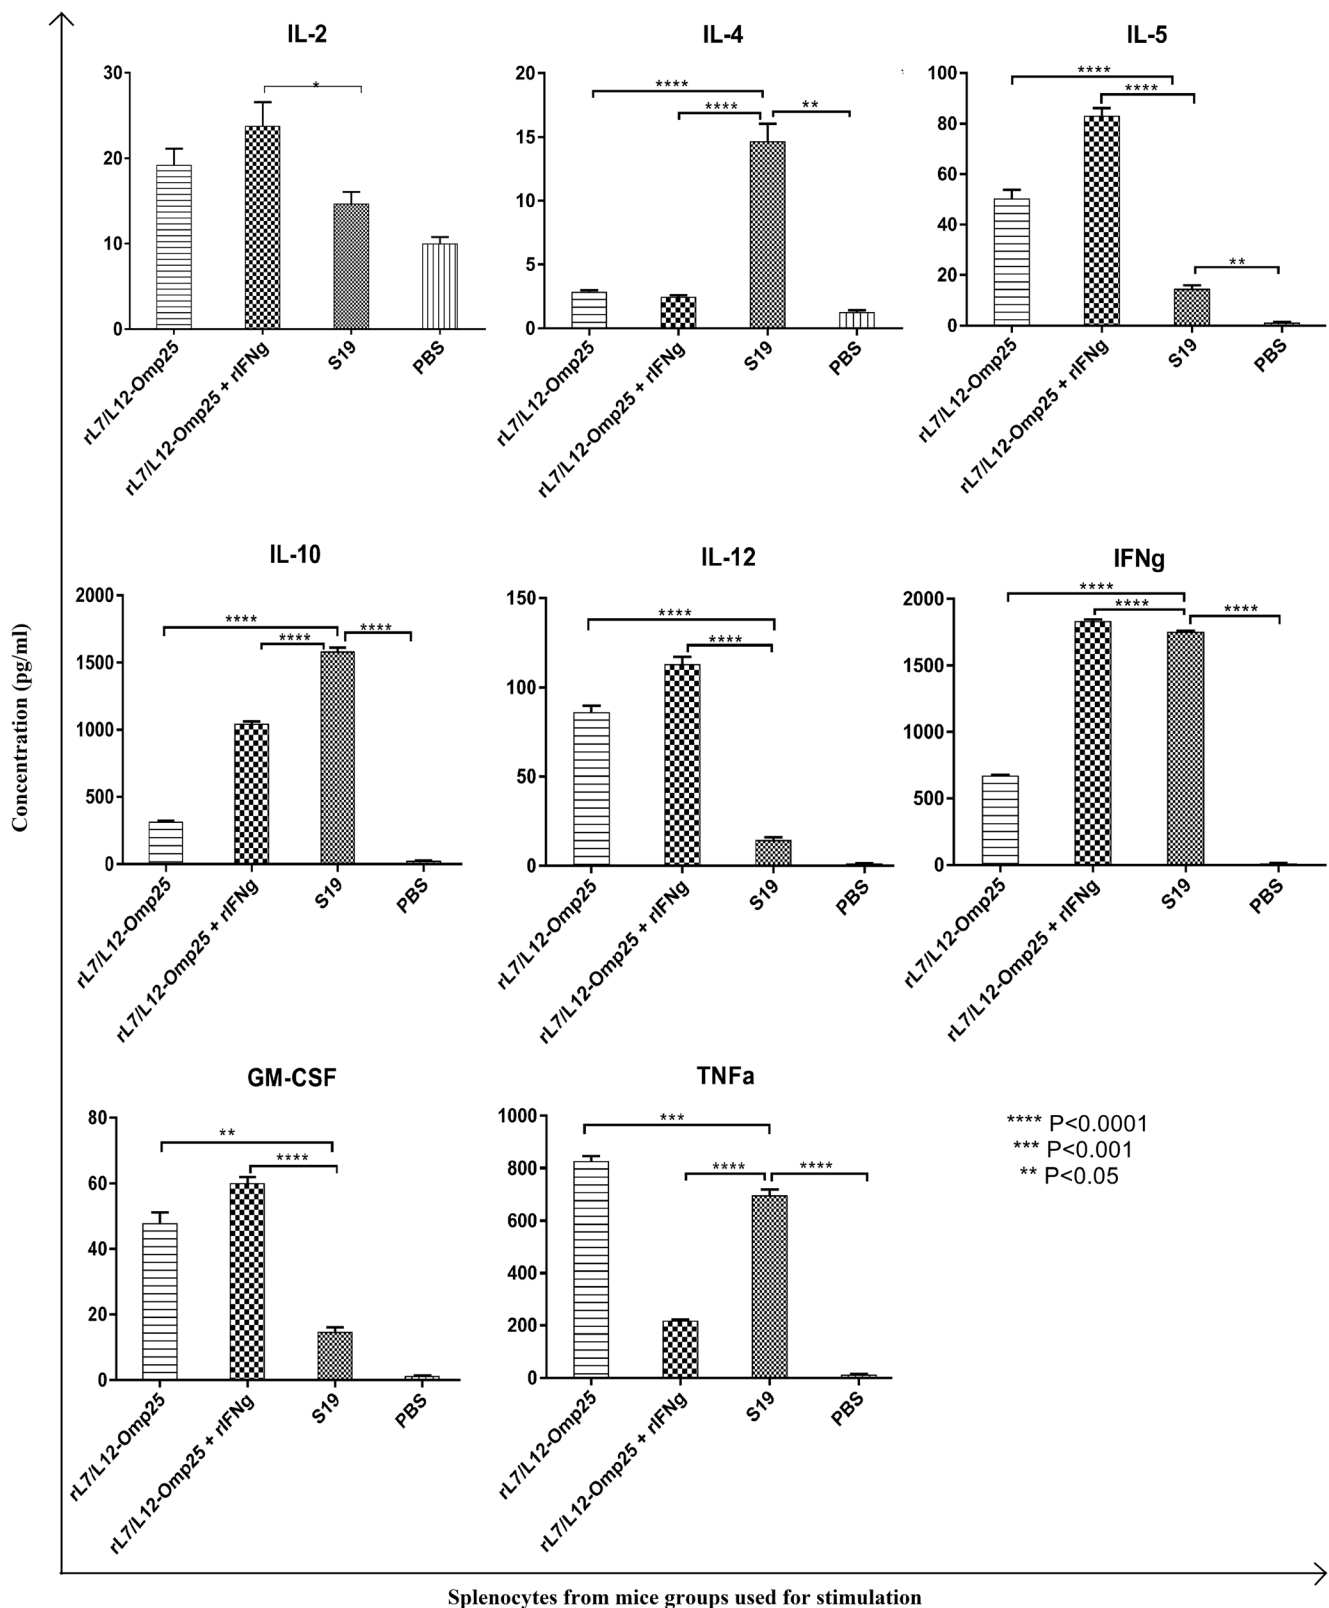 IL-2
*
30
20
10
0
rL7/L12-Omp25
rL7/L12-Omp25 + rIFNg
S19
PBS
IL-4
****
****
**
20
15
10
5
0
rL7/L12-Omp25
rL7/L12-Omp25 + rIFNg
S19
PBS
IL-5
****
****
**
100
80
60
40
20
0
rL7/L12-Omp25
rL7/L12-Omp25 + rIFNg
S19
PBS
Concentration (pg/ml)
IL-10
****
****
****
2000
1500
1000
500
0
rL7/L12-Omp25
rL7/L12-Omp25 + rIFNg
S19
PBS
IL-12
****
****
150
100
50
0
rL7/L12-Omp25
rL7/L12-Omp25 + rIFNg
S19
PBS
IFNg
****
****
****
2000
1500
1000
500
0
rL7/L12-Omp25
rL7/L12-Omp25 + rIFNg
S19
PBS
GM-CSF
**
****
80
60
40
20
0
rL7/L12-Omp25
rL7/L12-Omp25 + rIFNg
S19
PBS
TNFa
***
****
****
1000
800
600
400
200
0
rL7/L12-Omp25
rL7/L12-Omp25 + rIFNg
S19
PBS
**** P<0.0001
*** P<0.001
** P<0.05
Splenocytes from mice groups used for stimulation